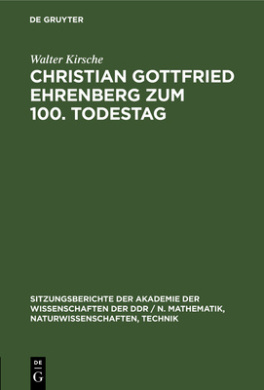 DE GRUYTER
Walter Kirsche
CHRISTIAN GOTTFRIED
EHRENBERG ZUM
100. TODESTAG
SITZUNGSBERICHTE DER AKADEMIE DER
WISSENSCHAFTEN DER DDR / N. MATHEMATIK,
NATURWISSENSCHAFTEN, TECHNIK
DE
G